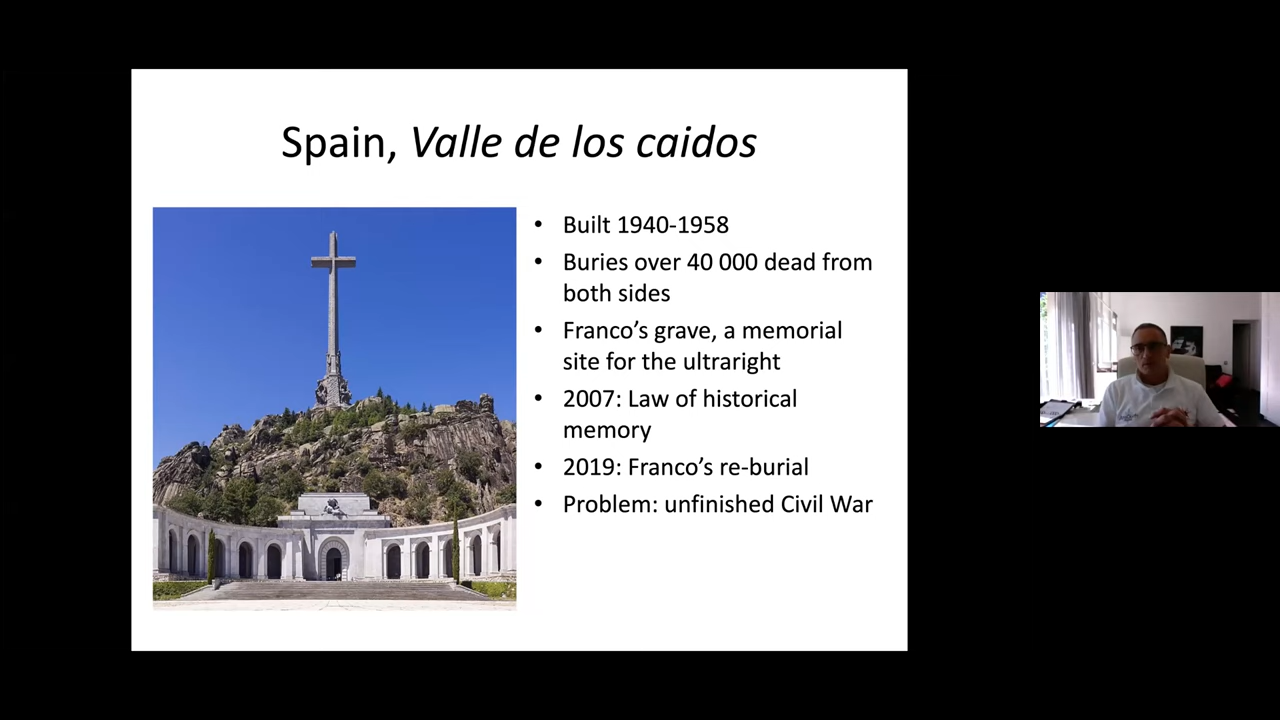 Spain, Valle de los caidos
• Built 1940-1958
• Buries over 40 000 dead from
both sides
• Franco’s grave, a memorial
site for the ultraright
• 2007: Law of historical
memory
• 2019: Franco’s re-burial
• Problem: unfinished Civil War